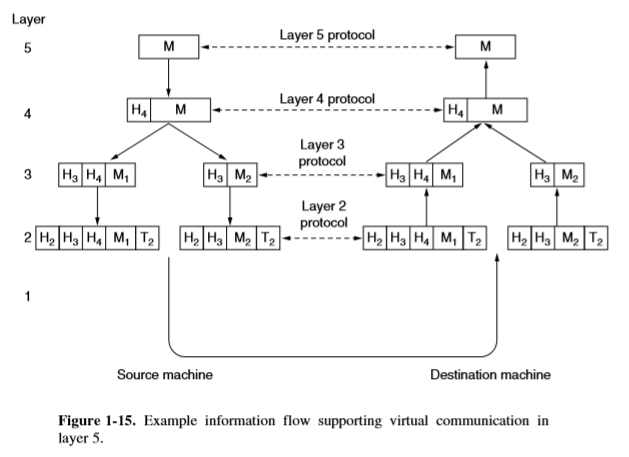 Layer
5 M Layer 5 protocol M
4 H4 M Layer 4 protocol H4 M
Layer 3
protocol
3 H3 H4 M1 H3 M2 H3 H4 M1 H3 M2
Layer 2
protocol
2 H2 H3 H4 M1 T2 H2 H3 M2 T2 H2 H3 H4 M1 T2 H2 H3 M2 T2
1
Source machine Destination machine
Figure 1-15. Example information flow supporting virtual communication in
layer 5.